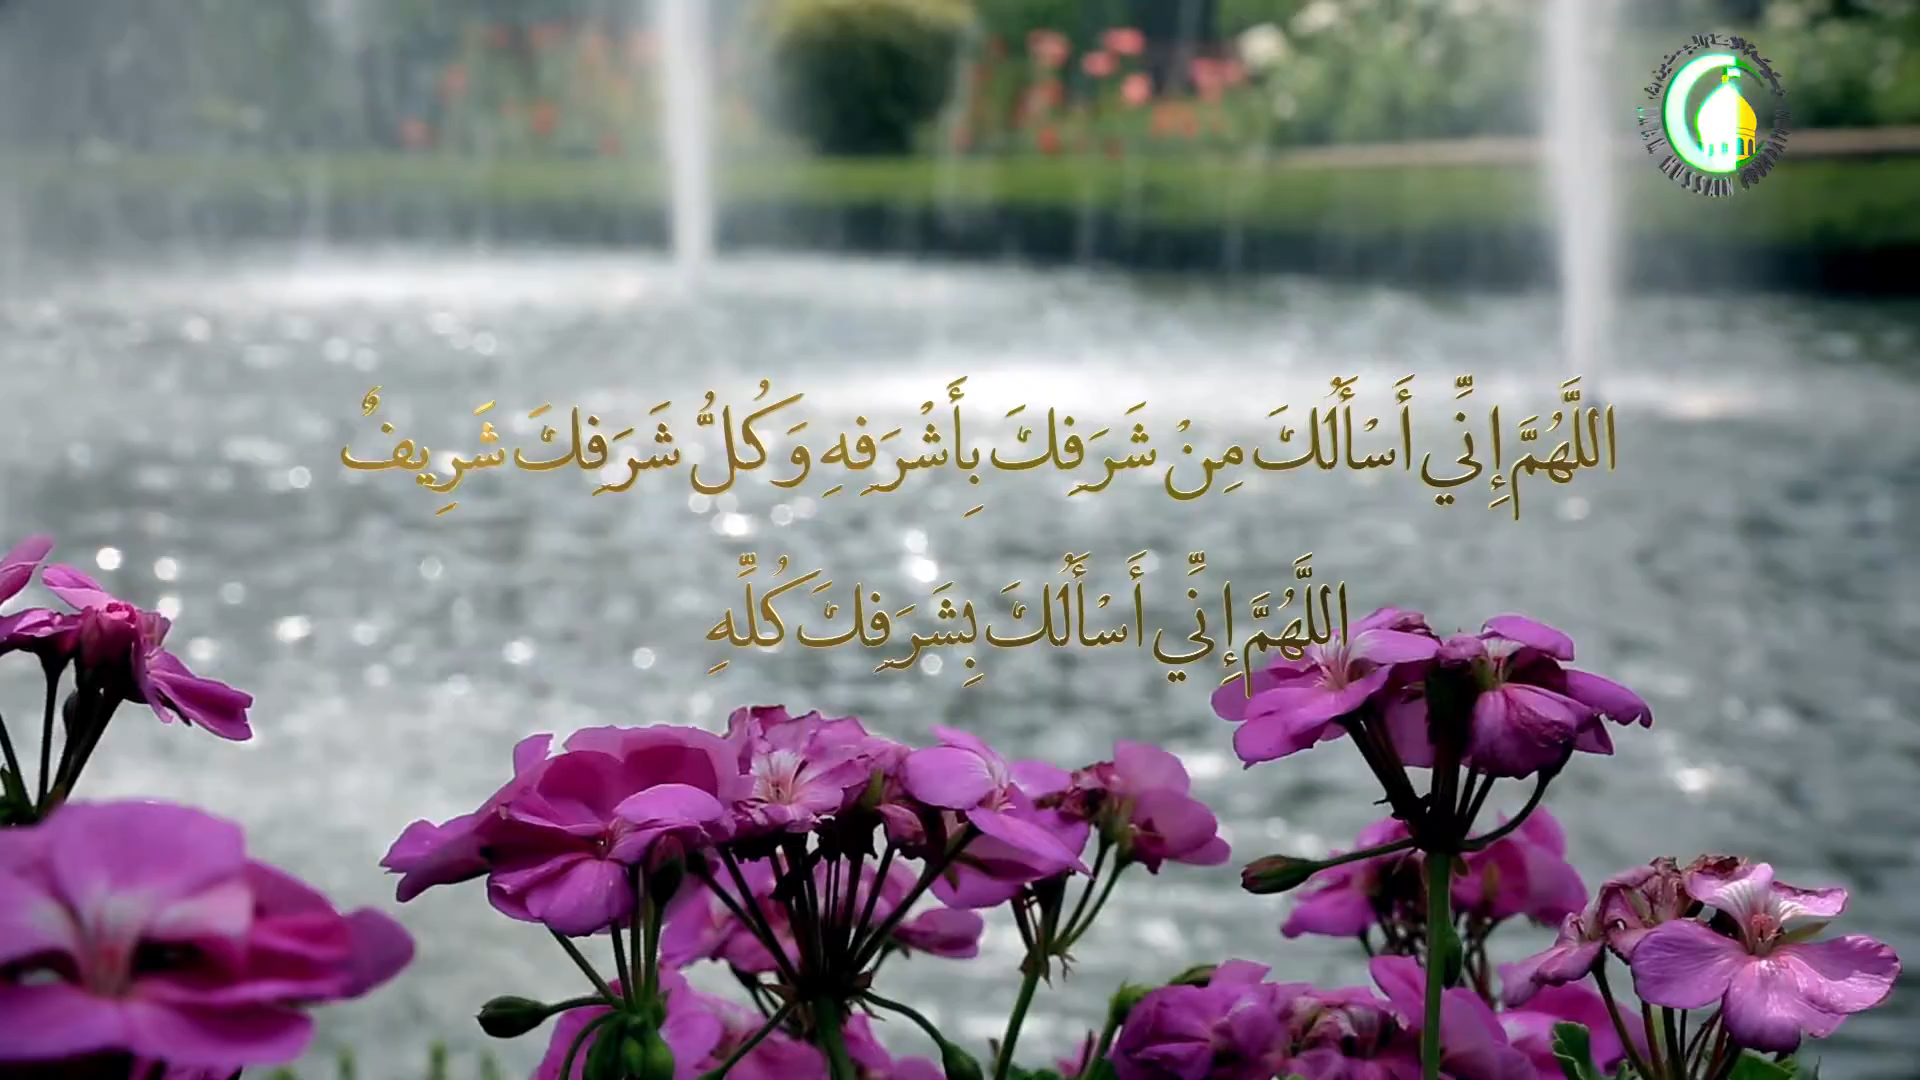 اللَّهُمَّ إِنِّي أَسْأَلُكَ مِنْ شَرَفِكَ بِأَشْرَفِهِ وَكُلُّ شَرَفِكَ شَرِيفٌ
اللَّهُمَّ إِنِّي أَسْأَلُكَ بِشَرَفِكَ كُلِّهِ